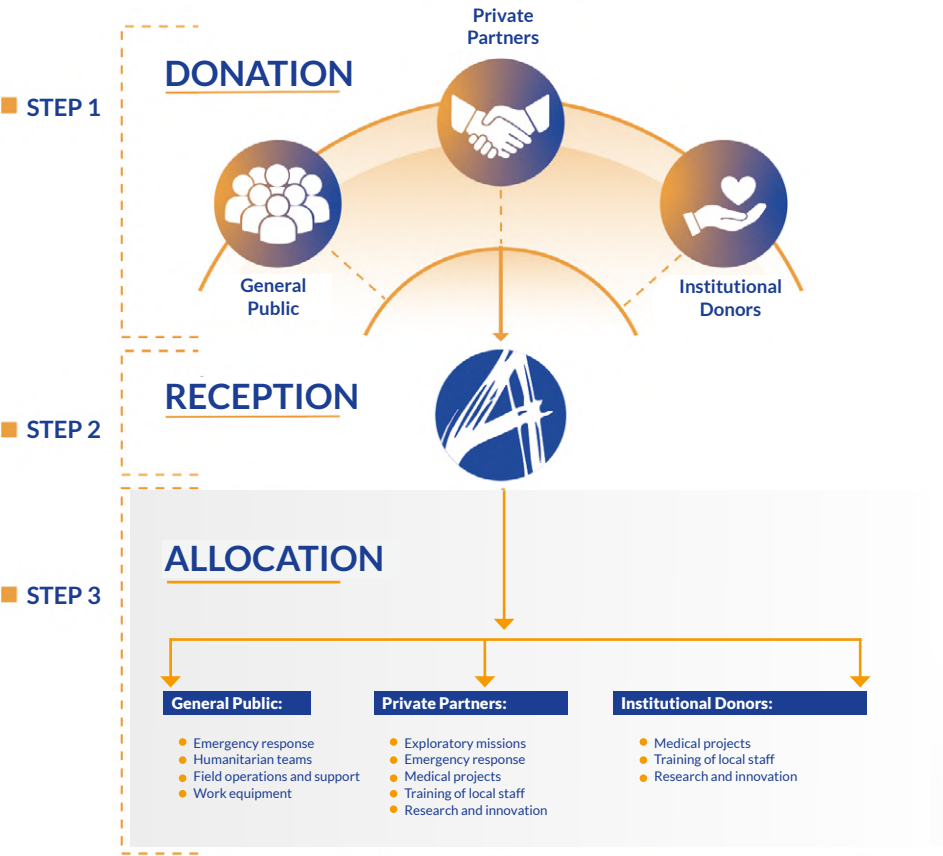 Private
Partners
DONATION
STEP 1
General
Public
Institutional
Donors
RECEPTION
STEP 2
ALLOCATION
STEP 3
General Public:
Emergency response
Humanitarian teams
Field operations and support
Work equipment
Private Partners:
Exploratory missions
Emergency response
Medical projects
Training of local staff
Research and innovation
Institutional Donors:
Medical projects
Training of local staff
Research and innovation